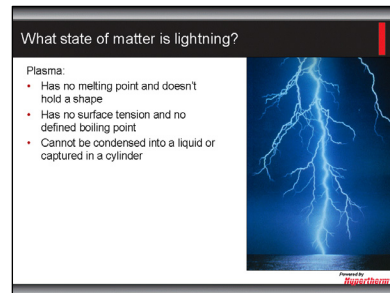 What state of matter is lightning?
Plasma:
• Has no melting point and doesn't
hold a shape
• Has no surface tension and no
defined boiling point
• Cannot be condensed into a liquid or
captured in a cylinder
Powered by
Hypertherm